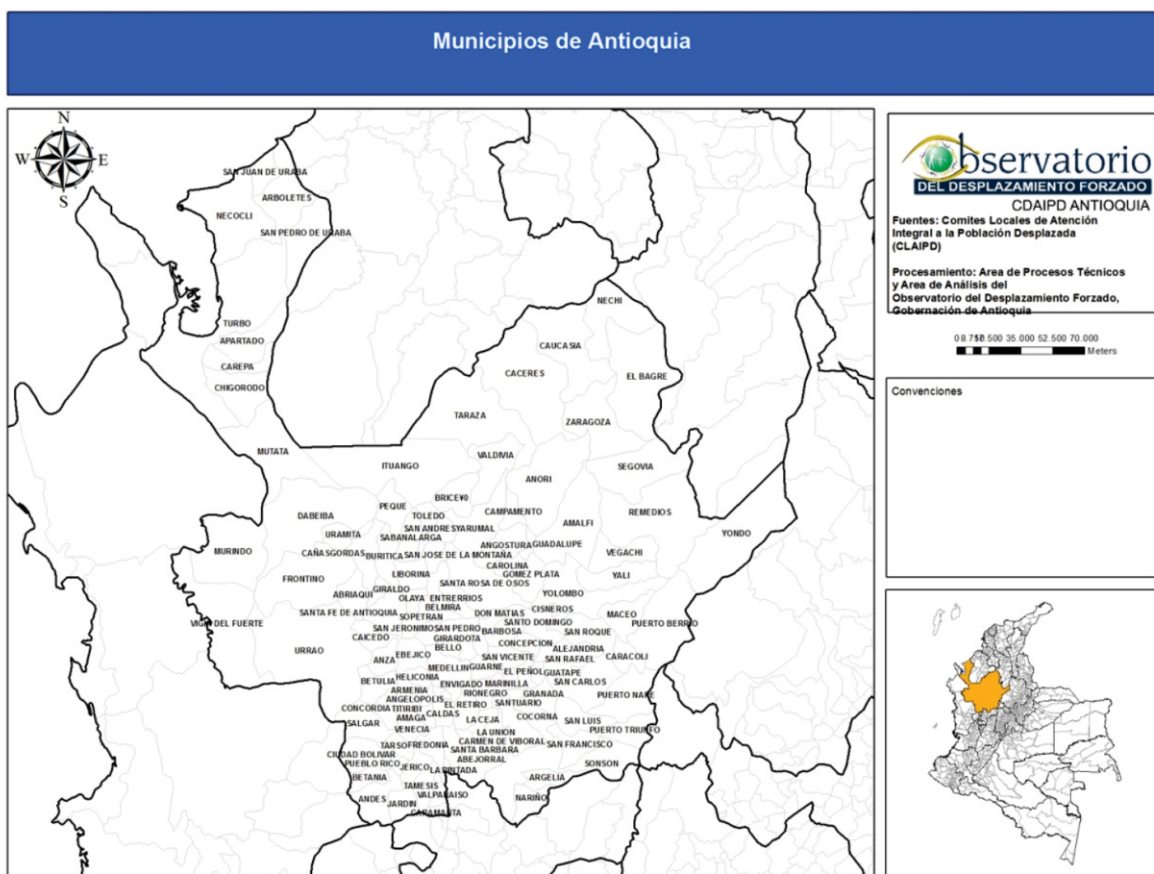 Municipios de Antioquia
N
W E
S
SAN JUAN DE URABA
ARBOLETES
NECOCLI
SAN PEDRO DE URABA
TURBO
APARTADO
CAREPA
CHIGORODO
MUTATA
NECHI
CAUCASIA
CACERES
EL BAGRE
TARAZA
ZARAGOZA
VALDIVIA
ITUANGO
SEGOVIA
ANORI
BRICE¥0
PEQUE
CAMPAMENTO
REMEDIOS
DABEIBA
TOLEDO
AMALFI
SAN ANDRES
YARUMAL
URAMITA
SABANALARGA
YONDO
ANGOSTURA
GUADALUPE
MURINDO
CAÑASGORDAS
BURITICA
SAN JOSE DE LA MONTAÑA
VEGACHI
CAROLINA
LIBORINA
GOMEZ PLATA
YALI
FRONTINO
SANTA ROSA DE OSOS
GIRALDO
ABRIAQUI
YOLOMBO
OLAYA
ENTRERRIOS
BELMIRA
CISNEROS
SANTA FE DE ANTIOQUIA
DON MATIAS
MACEO
SOPETRAN
SANTO DOMINGO
VIGIA DEL FUERTE
PUERTO BERRIO
SAN JERONIMO
SAN PEDRO
BARBOSA
SAN ROQUE
CAICEDO
GIRARDOTA
CONCEPCION
BELLO
ALEJANDRIA
URRAO
EBEJICO
SAN VICENTE
SAN RAFAEL
CARACOLI
ANZA
MEDELLIN
GUARNE
EL PEÑOL
GUATAPE
HELICONIA
BETULIA
ENVIGADO
MARINILLA
SAN CARLOS
ARMENIA
RIONEGRO
GRANADA
PUERTO NARE
ANGELOPOLIS
EL RETIRO
SANTUARIO
CONCORDIA
TITIRIBI
CALDAS
AMAGA
LA CEJA
COCORNA
SAN LUIS
SALGAR
VENECIA
LA UNION
PUERTO TRIUNFO
TARSO
FREDONIA
CARMEN DE VIBORAL
SAN FRANCISCO
SANTA BARBARA
CIUDAD BOLIVAR
ABEJORRAL
PUEBLO RICO
JERICO
LA PINTADA
SONSON
BETANIA
ARGELIA
TAMESIS
VALPARAISO
ANDES
JARDIN
NARIÑO
CARAMANTA
Observatorio
DEL DESPLAZAMIENTO FORZADO
CDAIPD ANTIOQUIA
Fuentes: Comites Locales de Atención
Integral a la Población Desplazada
(CLAIPD)
Procesamiento: Area de Procesos Técnicos
y Area de Análisis del
Observatorio del Desplazamiento Forzado,
Gobernación de Antioquia
35.000 52.500 70.000
Meters
Convenciones